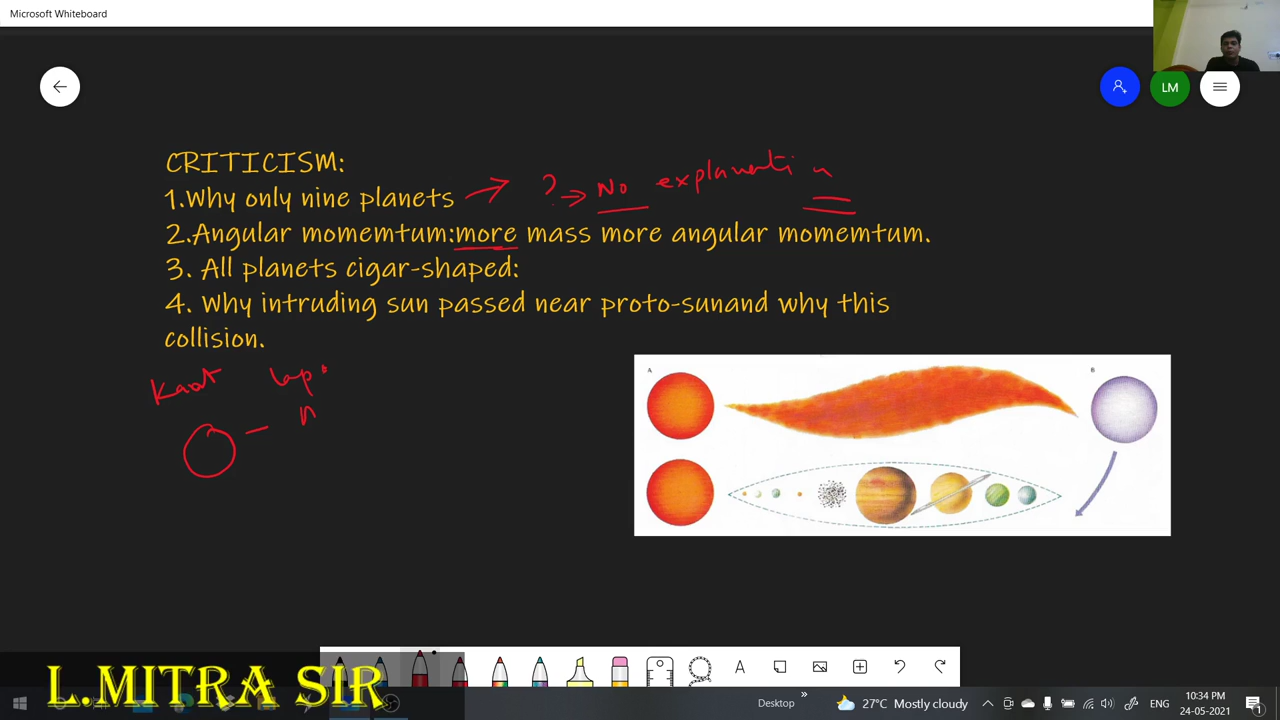 Microsoft Whiteboard
LM
CRITICISM:
1.Why only nine planets ? No explanation
2.Angular momemtum:more mass more angular momemtum.
3. All planets cigar-shaped:
4. Why intruding sun passed near proto-sunand why this
collision.
Kant lap
n
A
B
A
L.MITRA SIR
Desktop
»
27°C Mostly cloudy
ENG
10:34 PM
24-05-2021
1